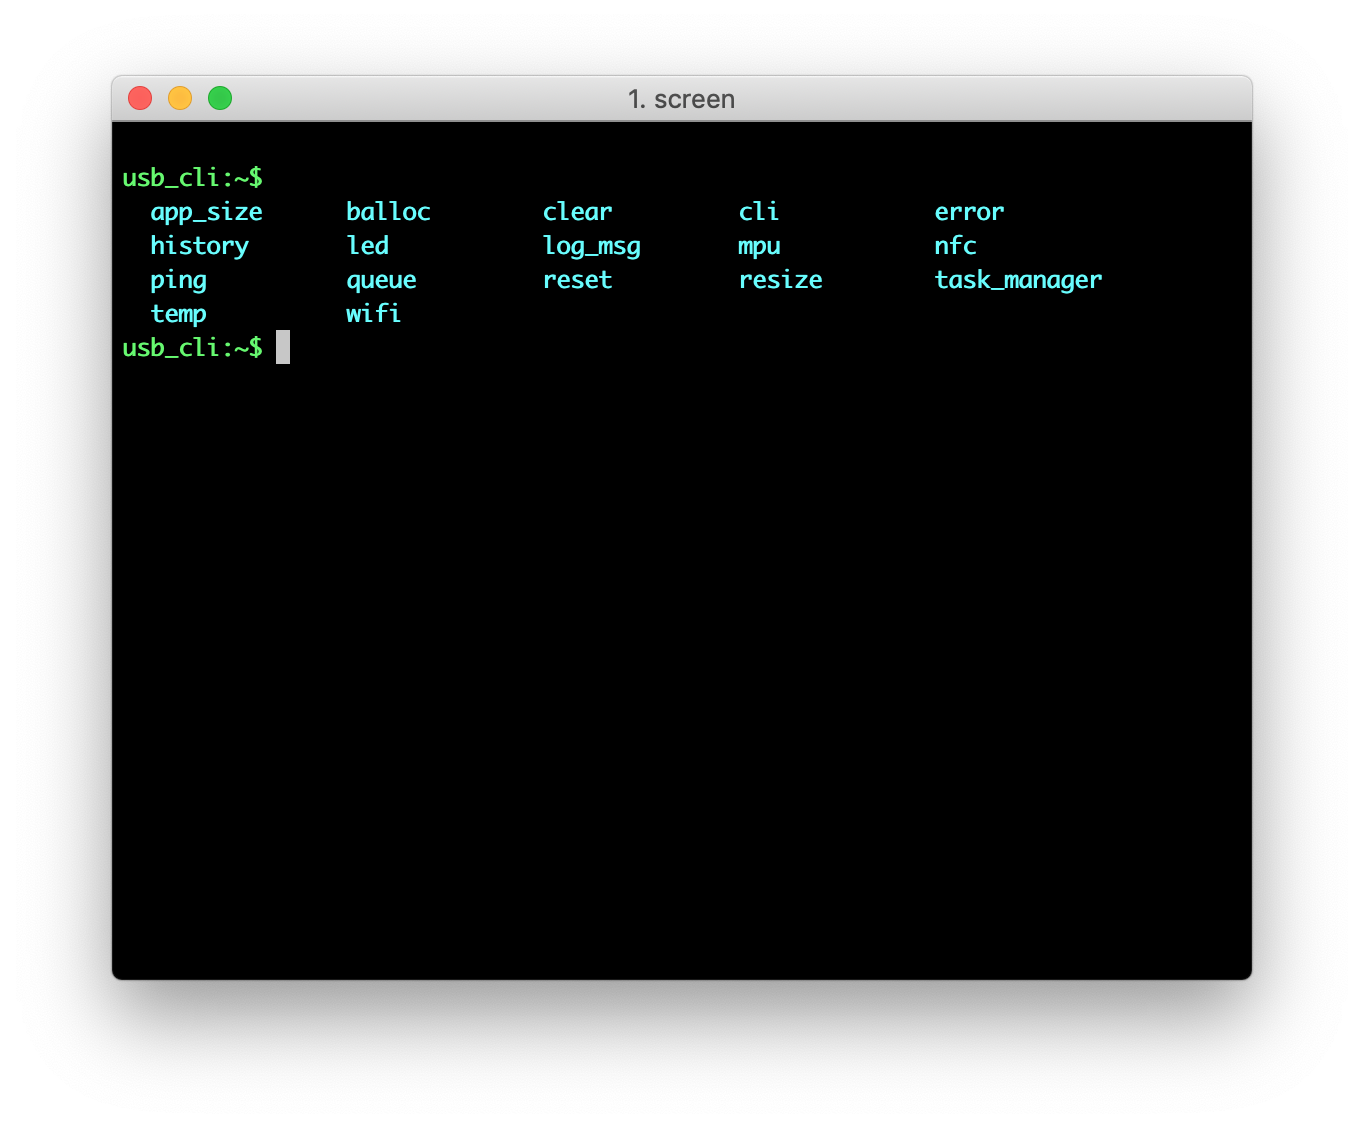 1. screen
usb_cli:~$
app_size balloc clear cli error
history led log_msg mpu nfc
ping queue reset resize task_manager
temp wifi
usb_cli:~$